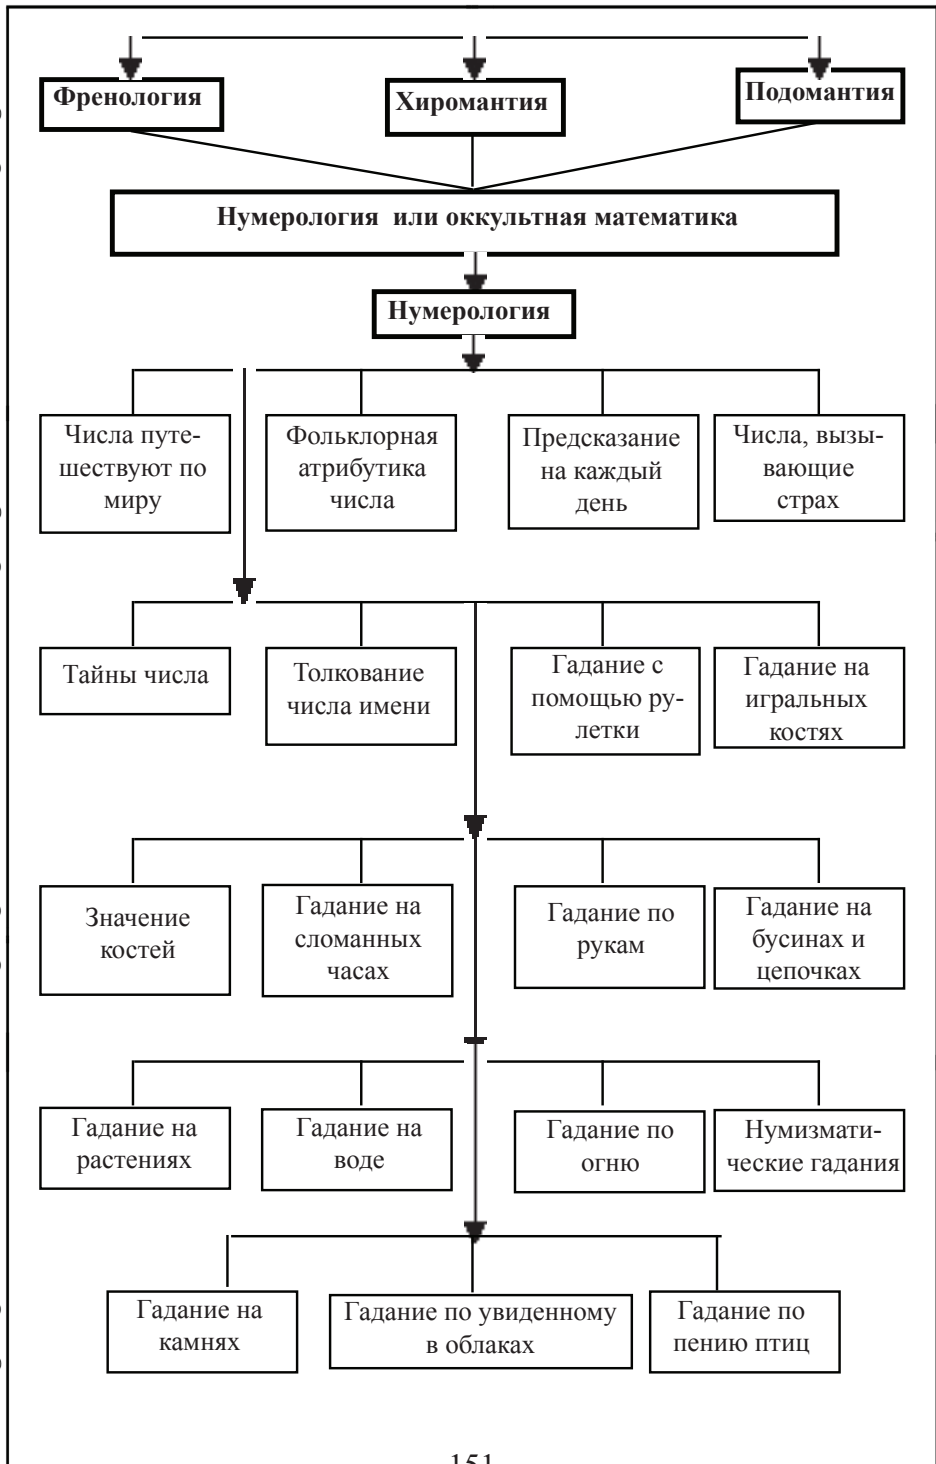 Френология
Хиромантия
Подомантия
Нумерология или оккультная математика
Нумерология
Числа путе-
шествуют по
миру
Фольклорная
атрибутика
числа
Предсказание
на каждый
день
Числа, вызы-
вающие
страх
Тайны числа
Толкование
числа имени
Гадание с
помощью ру-
летки
Гадание на
игральных
костях
Значение
костей
Гадание на
сломанных
часах
Гадание по
рукам
Гадание на
бусинах и
цепочках
Гадание на
растениях
Гадание на
воде
Гадание по
огню
Нумизмати-
ческие гадания
Гадание на
камнях
Гадание по увиденному
в облаках
Гадание по
пению птиц
151